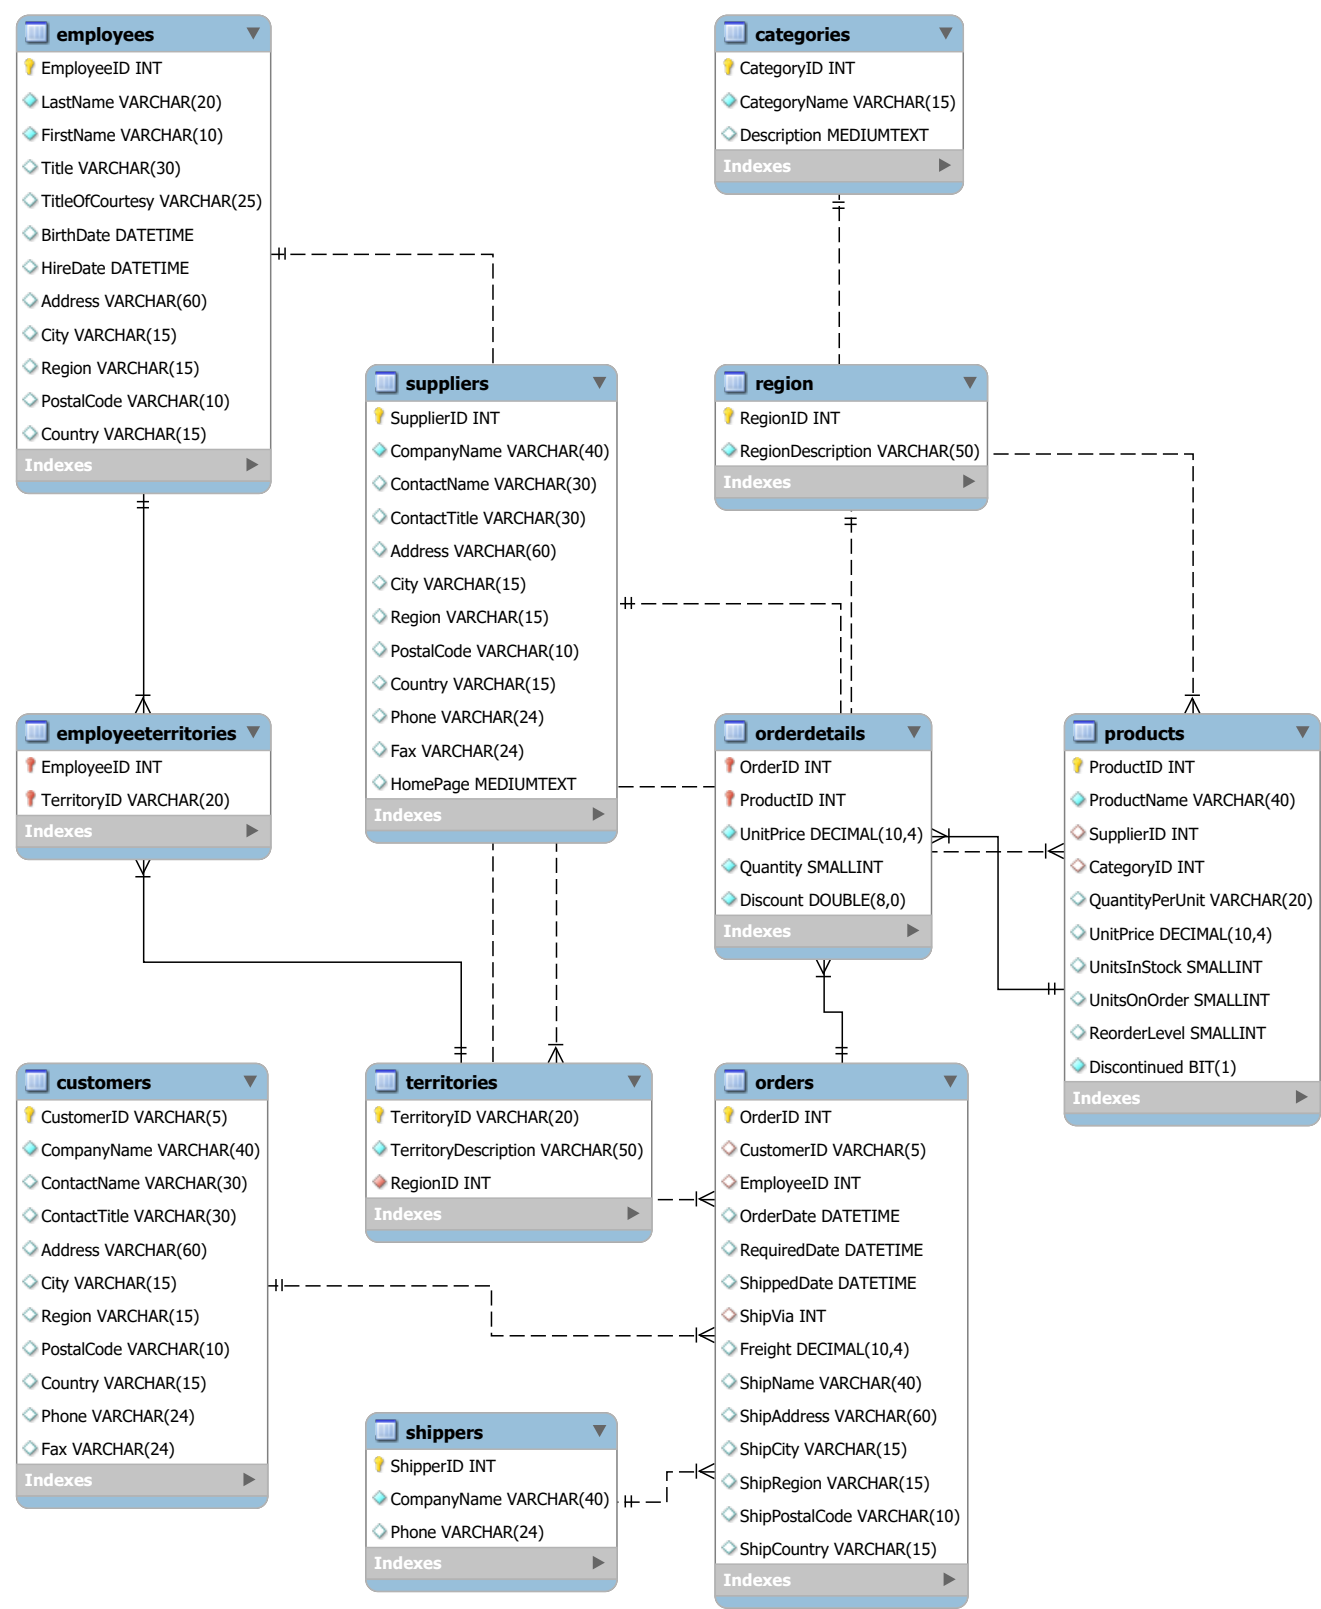 employees
EmployeeID INT
LastName VARCHAR(20)
FirstName VARCHAR(10)
Title VARCHAR(30)
TitleOfCourtesy VARCHAR(25)
BirthDate DATETIME
HireDate DATETIME
Address VARCHAR(60)
City VARCHAR(15)
Region VARCHAR(15)
PostalCode VARCHAR(10)
Country VARCHAR(15)
Indexes
categories
CategoryID INT
CategoryName VARCHAR(15)
Description MEDIUMTEXT
Indexes
suppliers
SupplierID INT
CompanyName VARCHAR(40)
ContactName VARCHAR(30)
ContactTitle VARCHAR(30)
Address VARCHAR(60)
City VARCHAR(15)
Region VARCHAR(15)
PostalCode VARCHAR(10)
Country VARCHAR(15)
Phone VARCHAR(24)
Fax VARCHAR(24)
HomePage MEDIUMTEXT
Indexes
region
RegionID INT
RegionDescription VARCHAR(50)
Indexes
employeeterritories
EmployeeID INT
TerritoryID VARCHAR(20)
Indexes
orderdetails
OrderID INT
ProductID INT
UnitPrice DECIMAL(10,4)
Quantity SMALLINT
Discount DOUBLE(8,0)
Indexes
products
ProductID INT
ProductName VARCHAR(40)
SupplierID INT
CategoryID INT
QuantityPerUnit VARCHAR(20)
UnitPrice DECIMAL(10,4)
UnitsInStock SMALLINT
UnitsOnOrder SMALLINT
ReorderLevel SMALLINT
Discontinued BIT(1)
Indexes
customers
CustomerID VARCHAR(5)
CompanyName VARCHAR(40)
ContactName VARCHAR(30)
ContactTitle VARCHAR(30)
Address VARCHAR(60)
City VARCHAR(15)
Region VARCHAR(15)
PostalCode VARCHAR(10)
Country VARCHAR(15)
Phone VARCHAR(24)
Fax VARCHAR(24)
Indexes
territories
TerritoryID VARCHAR(20)
TerritoryDescription VARCHAR(50)
RegionID INT
Indexes
orders
OrderID INT
CustomerID VARCHAR(5)
EmployeeID INT
OrderDate DATETIME
RequiredDate DATETIME
ShippedDate DATETIME
ShipVia INT
Freight DECIMAL(10,4)
ShipName VARCHAR(40)
ShipAddress VARCHAR(60)
ShipCity VARCHAR(15)
ShipRegion VARCHAR(15)
ShipPostalCode VARCHAR(10)
ShipCountry VARCHAR(15)
Indexes
shippers
ShipperID INT
CompanyName VARCHAR(40)
Phone VARCHAR(24)
Indexes